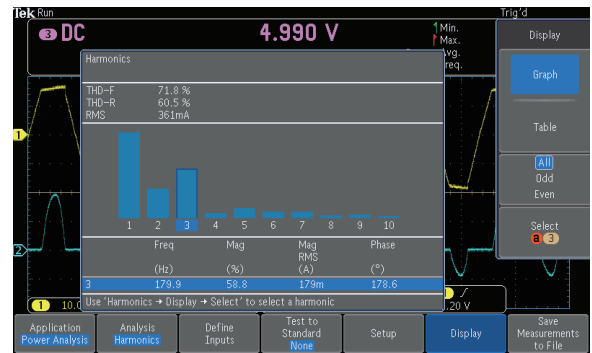 Tek Run
Trig'd
3 DC
4.990 V
Min.
Max.
Avg.
req.
Harmonics
THD-F 71.8 %
THD-R 60.5 %
RMS 361mA
1
2
1 2 3 4 5 6 7 8 9 10
Freq Mag Mag Phase
RMS
(Hz) (%) (A) (°)
3 179.9 58.8 179m 178.6
Use 'Harmonics → Display → Select' to select a harmonic
1 10.0
.20 V
Display
Graph
Table
All
Odd
Even
Select
a 3
Application
Power Analysis
Analysis
Harmonics
Define
Inputs
Test to
Standard
None
Setup
Display
Save
Measurements
to File